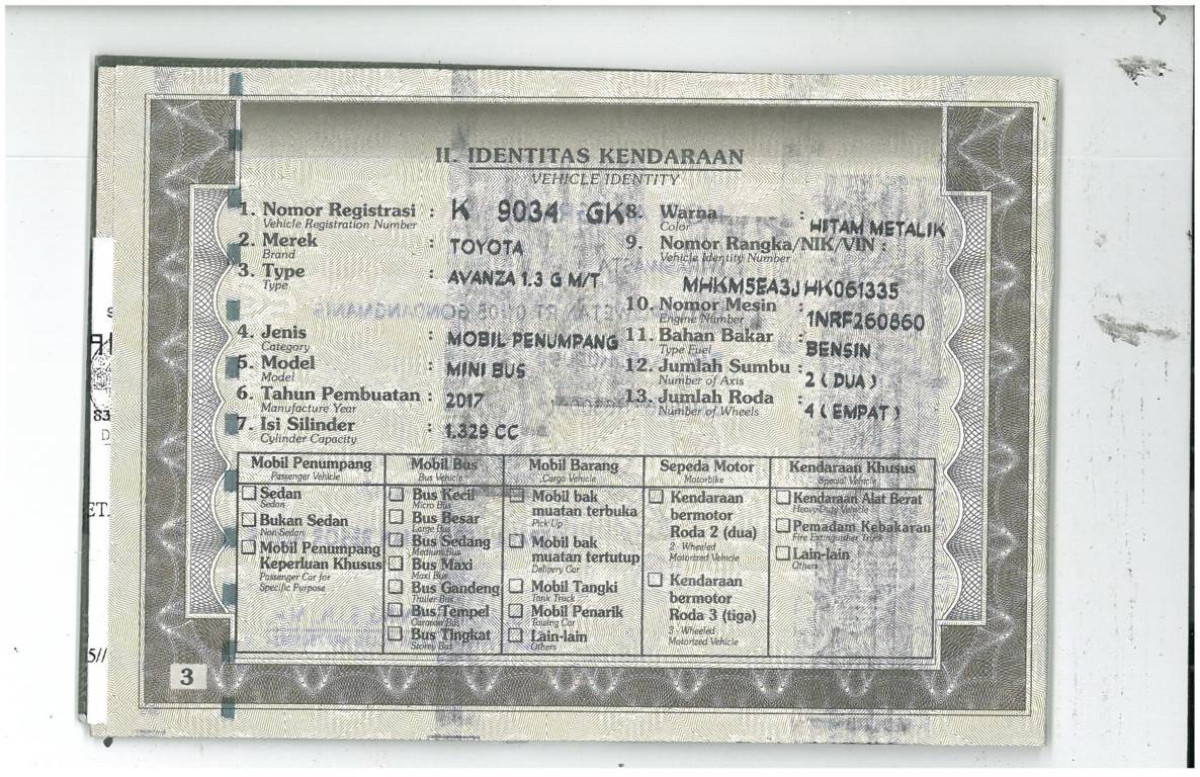 II. IDENTITAS KENDARAAN
VEHICLE IDENTITY
1. Nomor Registrasi : K 9034 GK
Vehicle Registration Number
2. Merek : TOYOTA
Brand
3. Type : AVANZA 1.3 G M/T
Type
4. Jenis : MOBIL PENUMPANG
Category
5. Model : MINI BUS
Model
6. Tahun Pembuatan : 2017
Manufacture Year
7. Isi Silinder : 1.329 CC
Cylinder Capacity
8. Warna : HITAM METALIK
Color
9. Nomor Rangka/NIK/VIN :
Vehicle Identity Number
MHKM5EA3JHK061335
10. Nomor Mesin : 1NRF260860
Engine Number
11. Bahan Bakar : BENSIN
Type Fuel
12. Jumlah Sumbu : 2 ( DUA )
Number of Axis
13. Jumlah Roda : 4 ( EMPAT )
Number of Wheels
Mobil Penumpang
Passenger Vehicle
Sedan
Sedan
Bukan Sedan
Non Sedan
Mobil Penumpang
Keperluan Khusus
Passenger Car for
Specific Purpose
Mobil Bus
Bus Vehicle
Bus Kecil
Micro Bus
Bus Besar
Large Bus
Bus Sedang
Medium Bus
Bus Maxi
Maxi Bus
Bus Gandeng
Trailer Bus
Bus Tempel
Caravan Bus
Bus Tingkat
Storey Bus
Mobil Barang
Cargo Vehicle
Mobil bak
muatan terbuka
Pick Up
Mobil bak
muatan tertutup
Delivery Car
Mobil Tangki
Tank Truck
Mobil Penarik
Towing Car
Lain-lain
Others
Sepeda Motor
Motorbike
Kendaraan
bermotor
Roda 2 (dua)
2 - Wheeled
Motorized Vehicle
Kendaraan
bermotor
Roda 3 (tiga)
3 - Wheeled
Motorized Vehicle
Kendaraan Khusus
Special Vehicle
Kendaraan Alat Berat
Heavy-Duty Vehicle
Pemadam Kebakaran
Fire Extinguisher Truck
Lain-lain
Others
3
83
ET.
5//